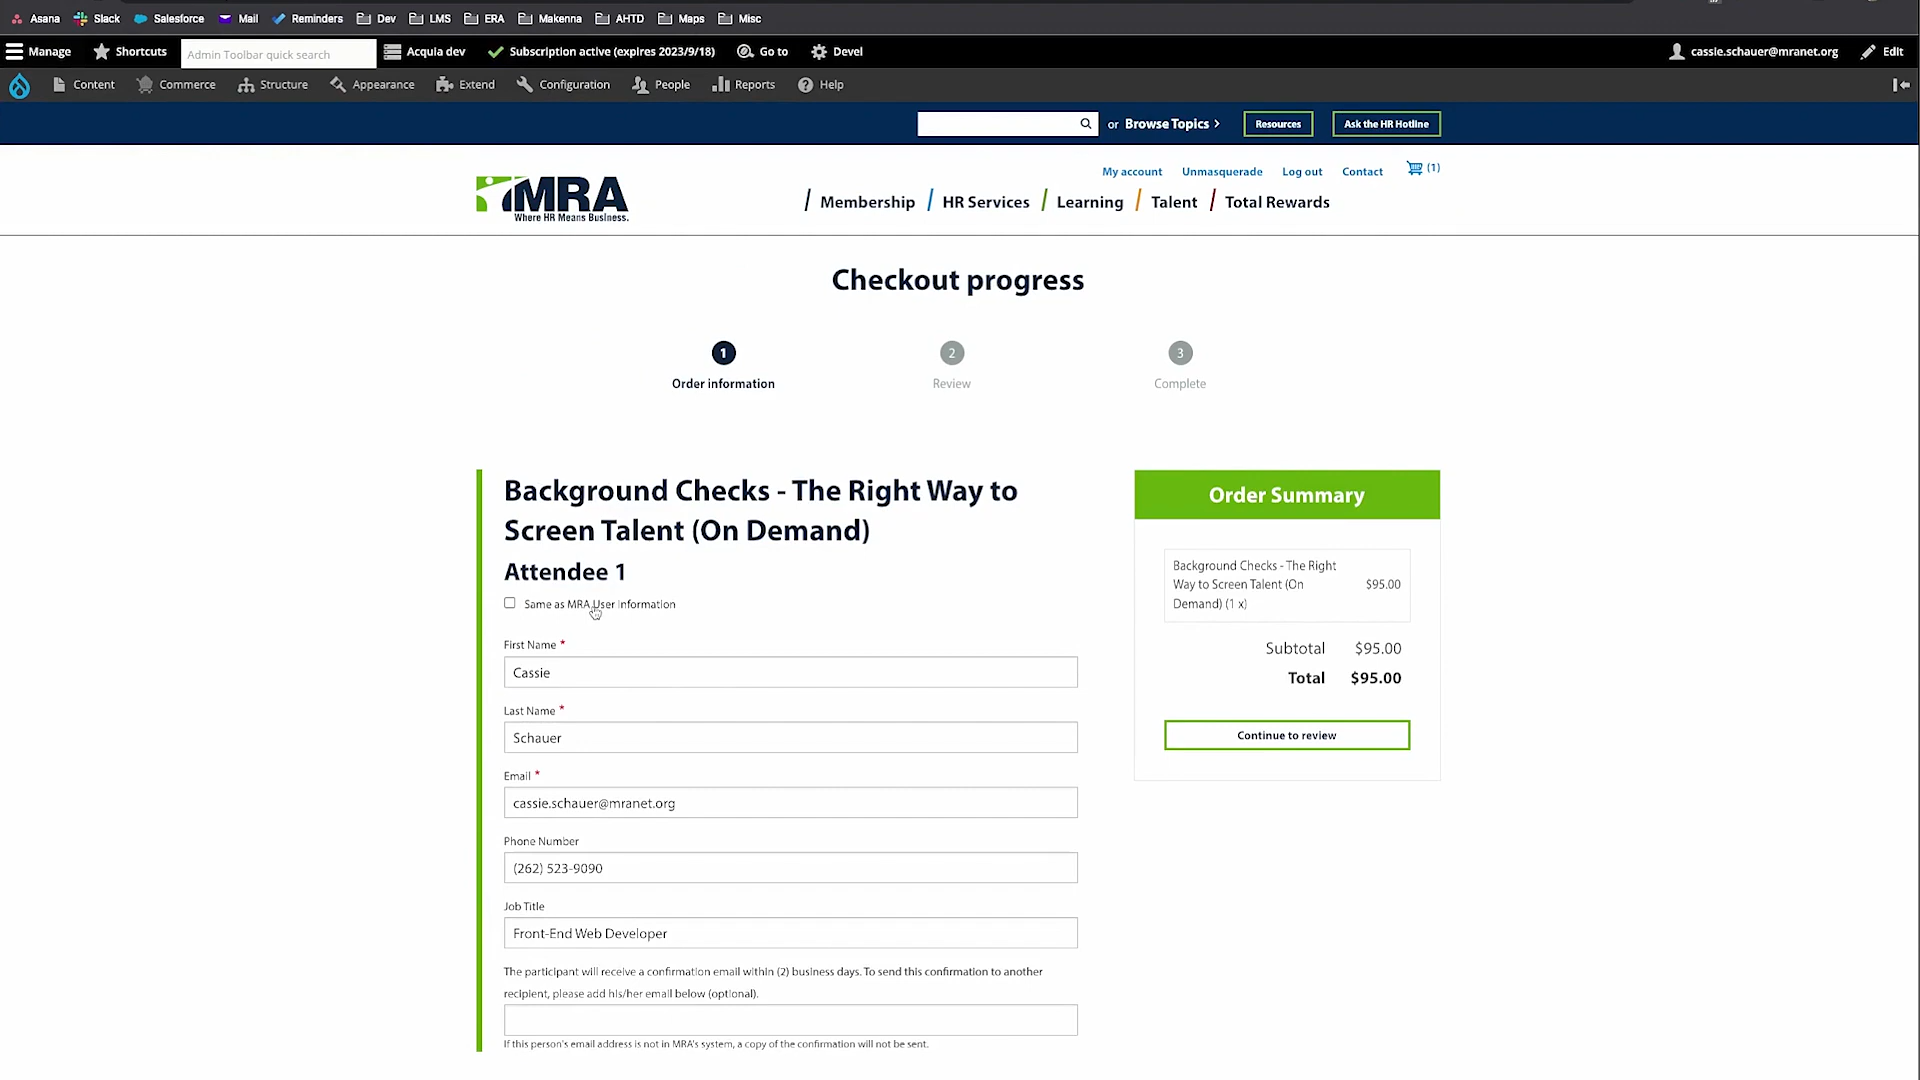 Asana Slack Salesforce Mail Reminders Dev LMS ERA Makenna AHTD Maps Misc
Manage Shortcuts Admin Toolbar quick search Acquia dev Subscription active (expires 2023/9/18) Go to Devel cassie.schauer@mranet.org Edit
Content Commerce Structure Appearance Extend Configuration People Reports Help
or Browse Topics > Resources Ask the HR Hotline
My account Unmasquerade Log out Contact (1)
MRA
Where HR Means Business.
Membership HR Services Learning Talent Total Rewards
Checkout progress
1 2 3
Order information Review Complete
Background Checks - The Right Way to
Screen Talent (On Demand)
Attendee 1
Same as MRA User Information
First Name *
Cassie
Last Name *
Schauer
Email *
cassie.schauer@mranet.org
Phone Number
(262) 523-9090
Job Title
Front-End Web Developer
The participant will receive a confirmation email within (2) business days. To send this confirmation to another
recipient, please add his/her email below (optional).
If this person's email address is not in MRA's system, a copy of the confirmation will not be sent.
Order Summary
Background Checks - The Right
Way to Screen Talent (On $95.00
Demand) (1 x)
Subtotal $95.00
Total $95.00
Continue to review